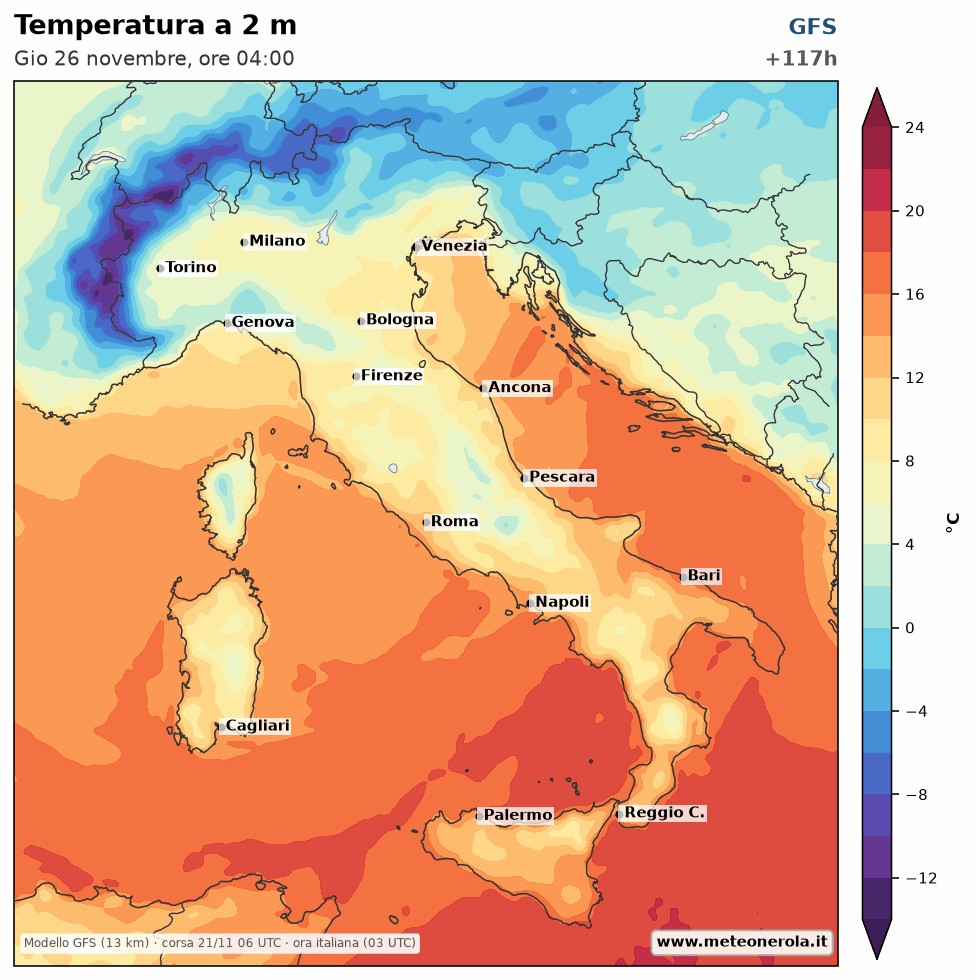 Temperatura a 2 m
GFS
Gio 26 novembre, ore 04:00
+117h
Milano
Venezia
Torino
Genova
Bologna
Firenze
Ancona
Pescara
Roma
Bari
Napoli
Cagliari
Palermo
Reggio C.
24
20
16
12
8
4
0
−4
−8
−12
°C
Modello GFS (13 km) · corsa 21/11 06 UTC · ora italiana (03 UTC)
www.meteonerola.it